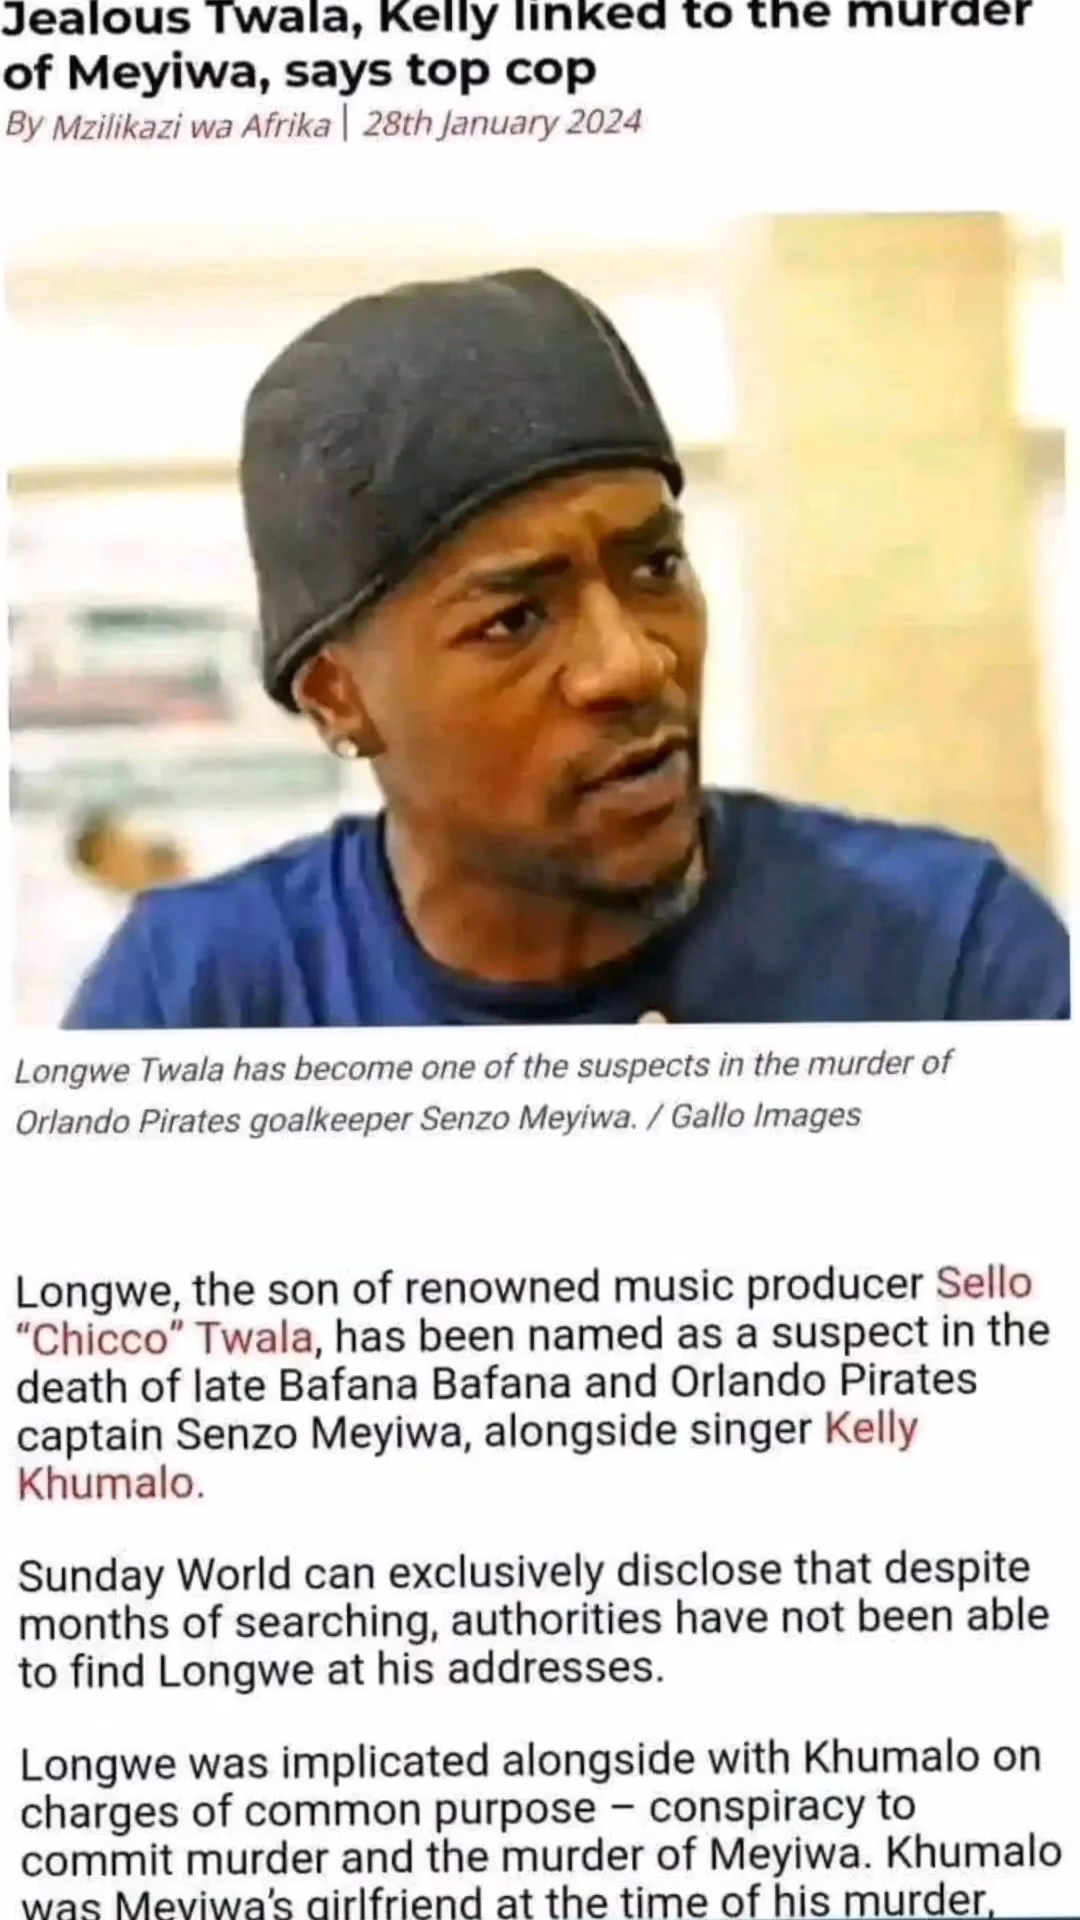 Jealous Twala, Kelly linked to the murder
of Meyiwa, says top cop
By Mzilikazi wa Afrika | 28th January 2024
Longwe Twala has become one of the suspects in the murder of
Orlando Pirates goalkeeper Senzo Meyiwa. / Gallo Images
Longwe, the son of renowned music producer Sello
“Chicco” Twala, has been named as a suspect in the
death of late Bafana Bafana and Orlando Pirates
captain Senzo Meyiwa, alongside singer Kelly
Khumalo.
Sunday World can exclusively disclose that despite
months of searching, authorities have not been able
to find Longwe at his addresses.
Longwe was implicated alongside with Khumalo on
charges of common purpose – conspiracy to
commit murder and the murder of Meyiwa. Khumalo
was Meyiwa’s girlfriend at the time of his murder,